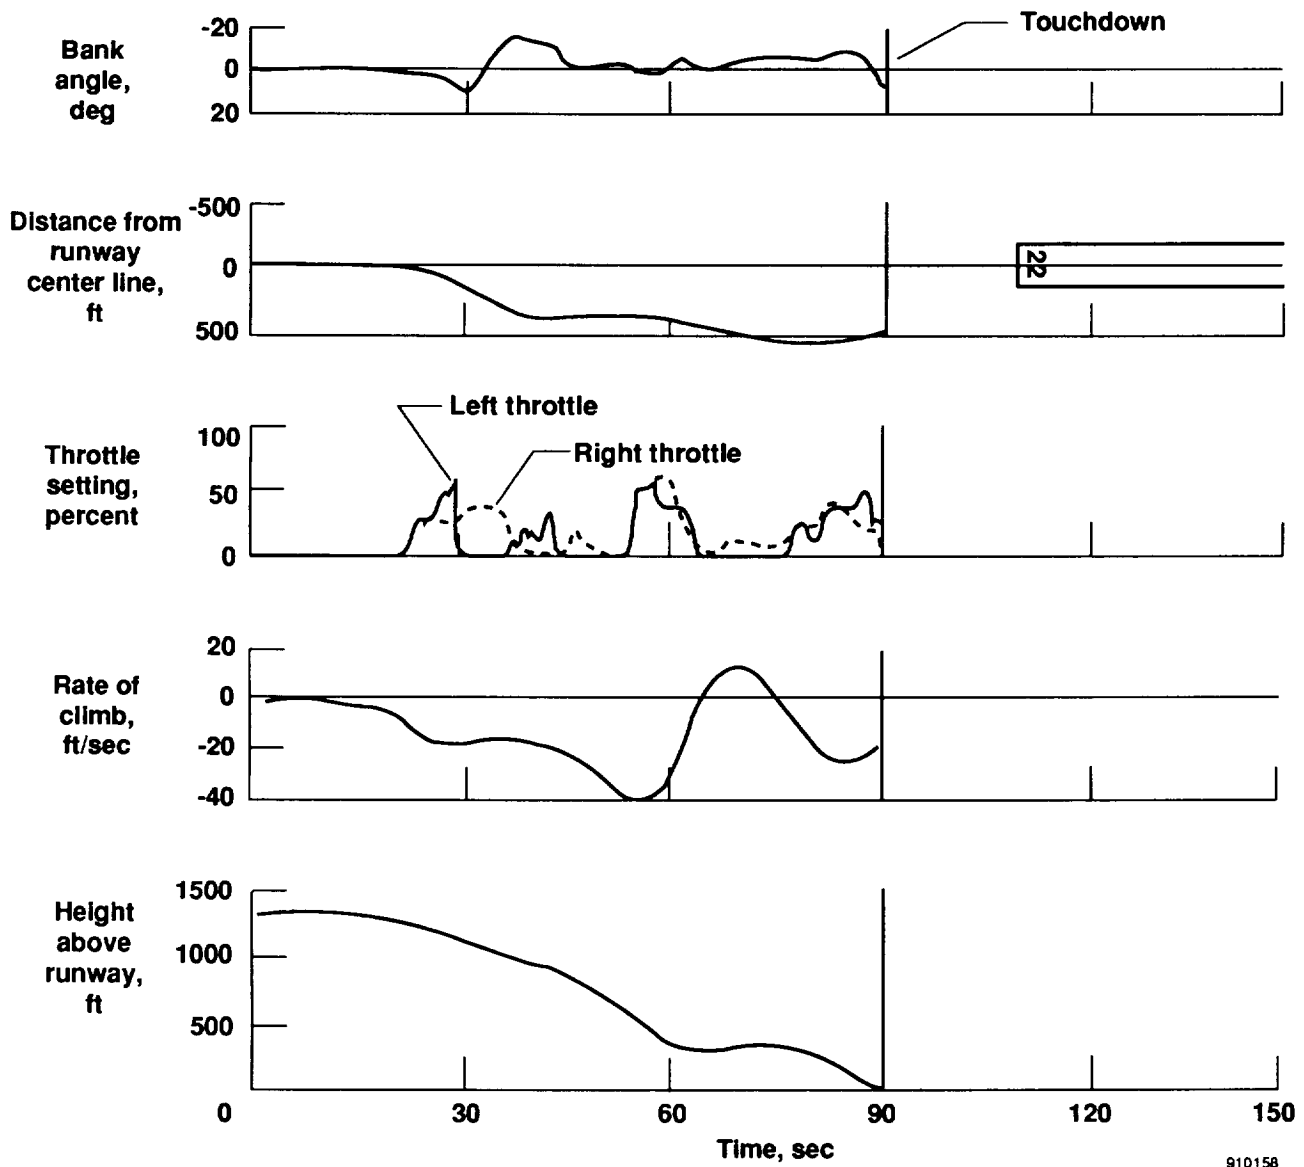 Touchdown
Bank
angle,
deg
-20
0
20
Distance from
runway
center line,
ft
-500
0
500
22
Throttle
setting,
percent
100
50
0
Left throttle
Right throttle
Rate of
climb,
ft/sec
20
0
-20
-40
Height
above
runway,
ft
1500
1000
500
0
30
60
90
120
150
Time, sec
910158